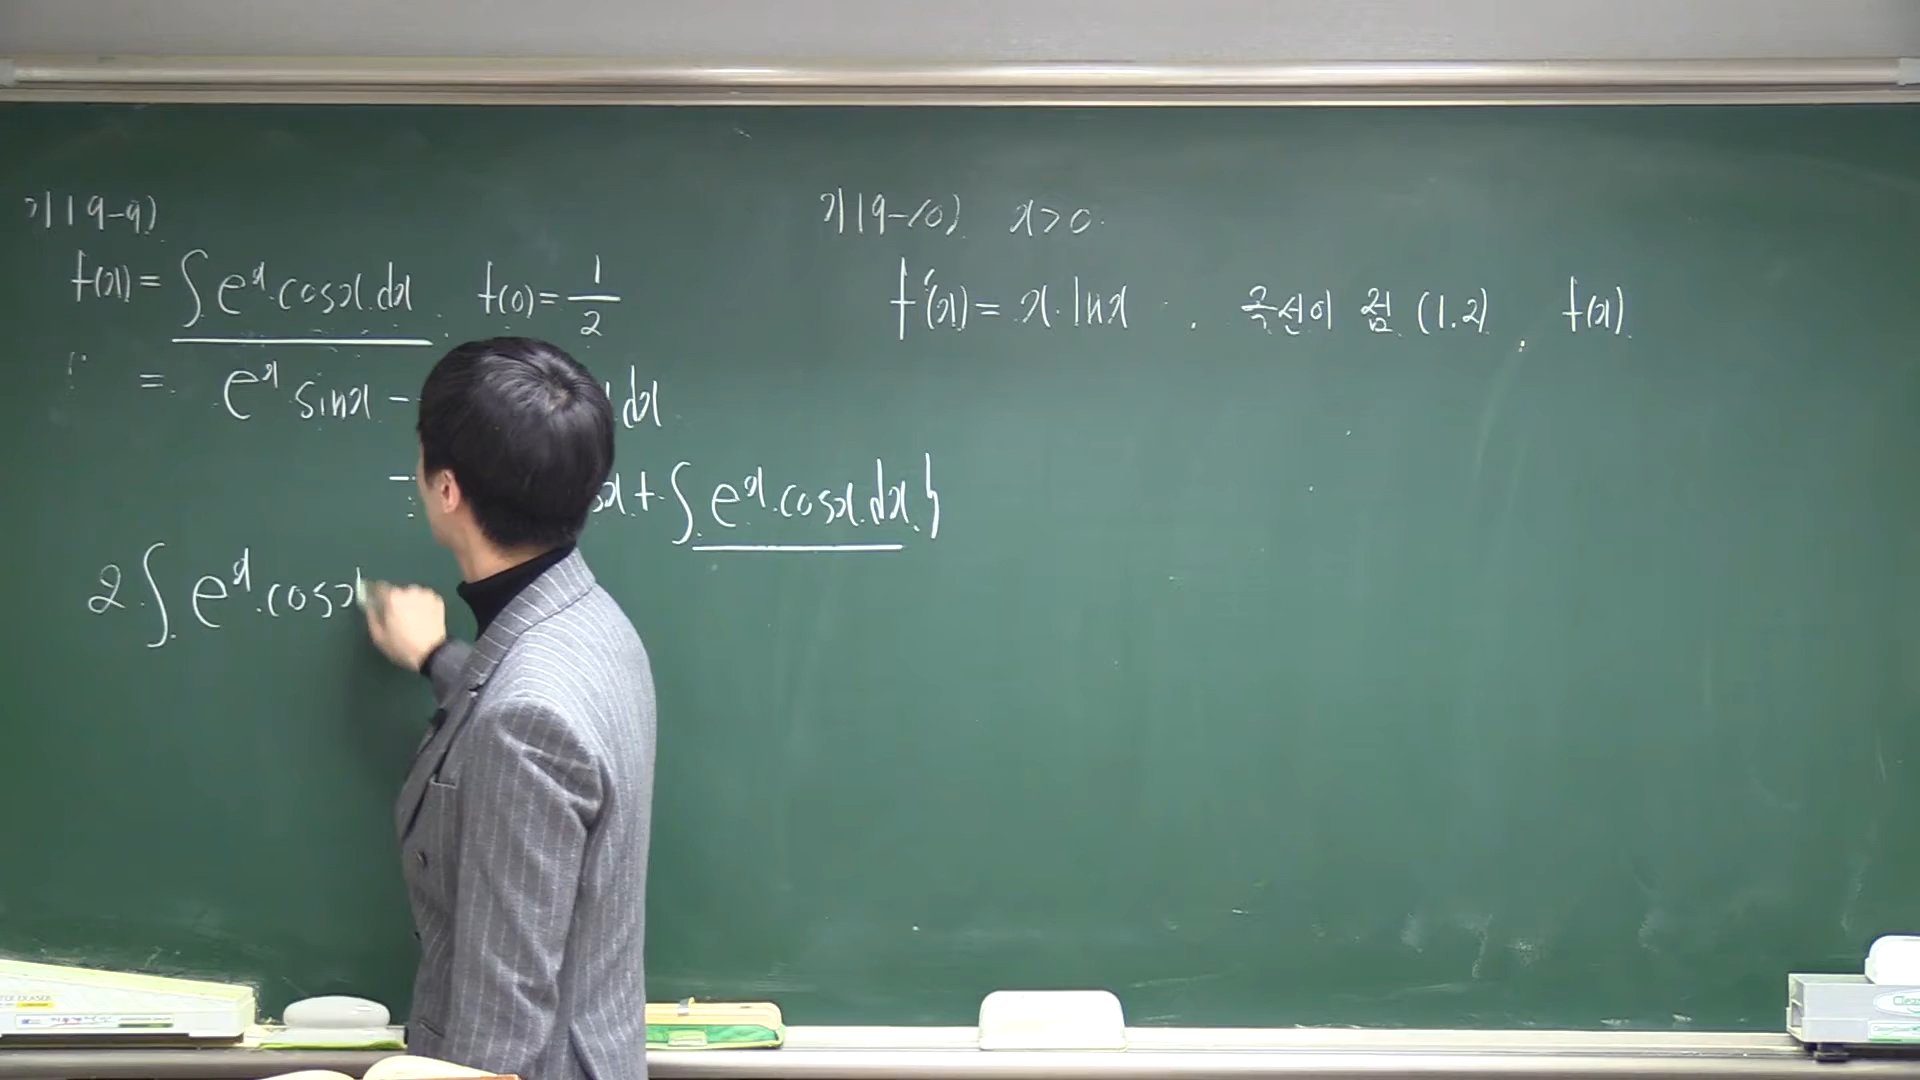 기19-9)
f(x) = ∫ e^x·cosx dx. f(0) = 1/2
= e^x sinx - dx
- sx + ∫ e^x·cosx dx }
2 ∫ e^x·cosx
기19-10) x>0.
f'(x) = x·lnx. 곡선이 점 (1.2), f(x).